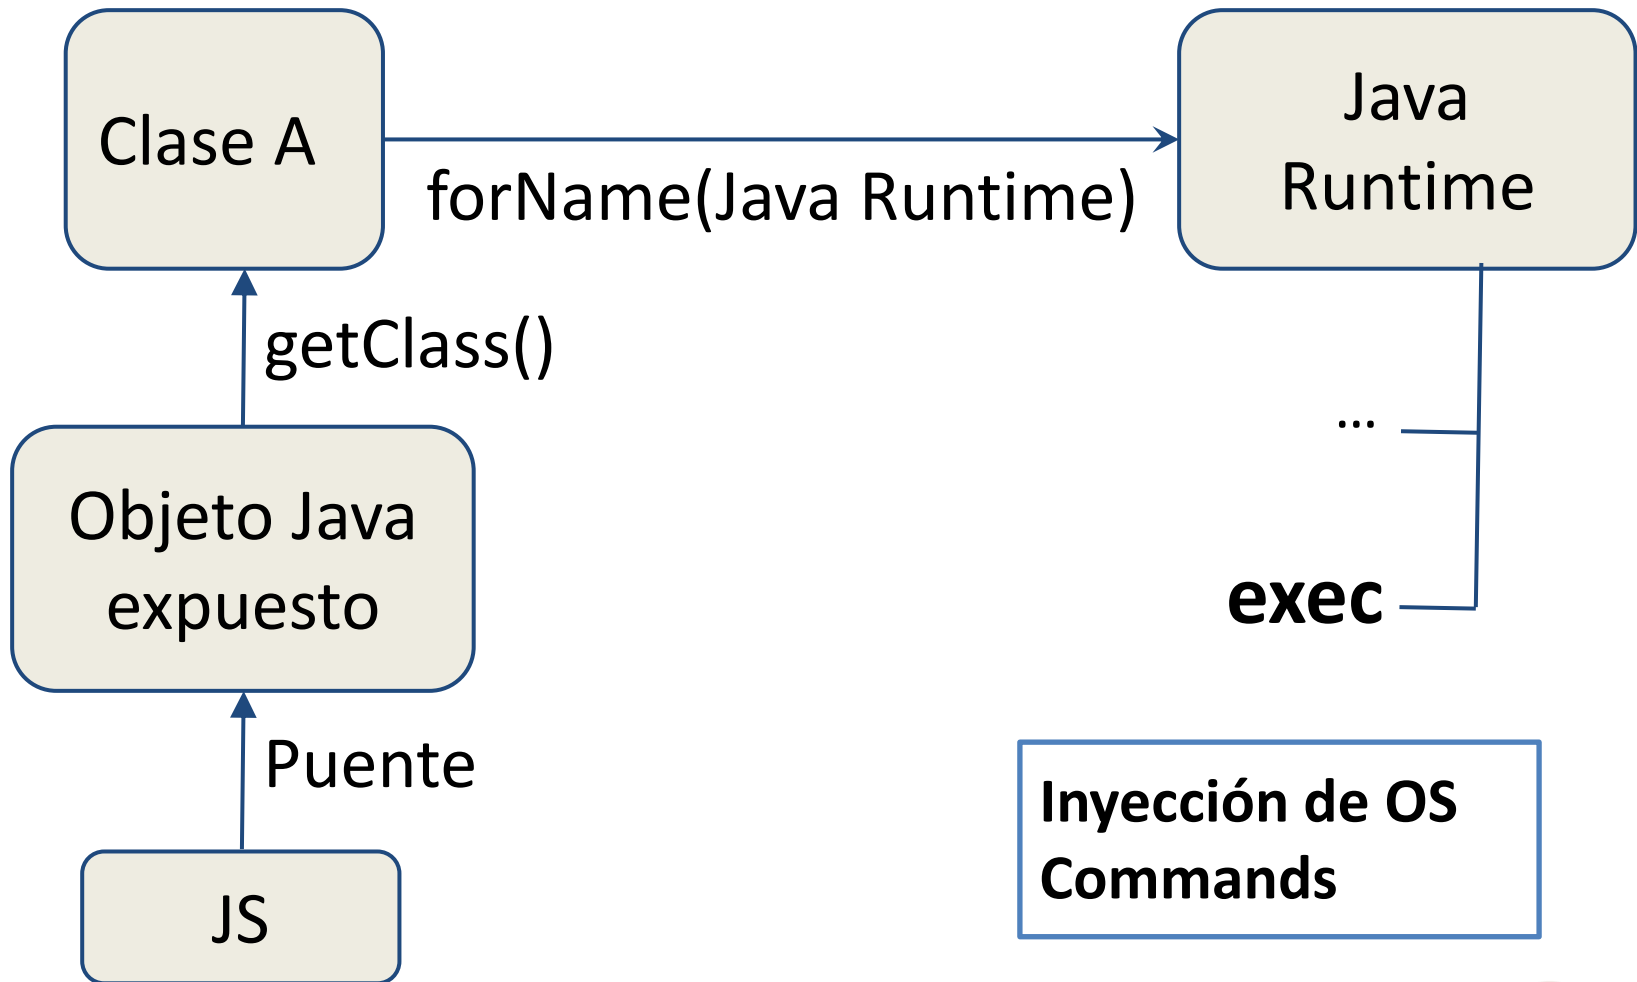 Clase A
Java
Runtime
forName(Java Runtime)
getClass()
...
Objeto Java
expuesto
exec
Puente
Inyección de OS
Commands
JS